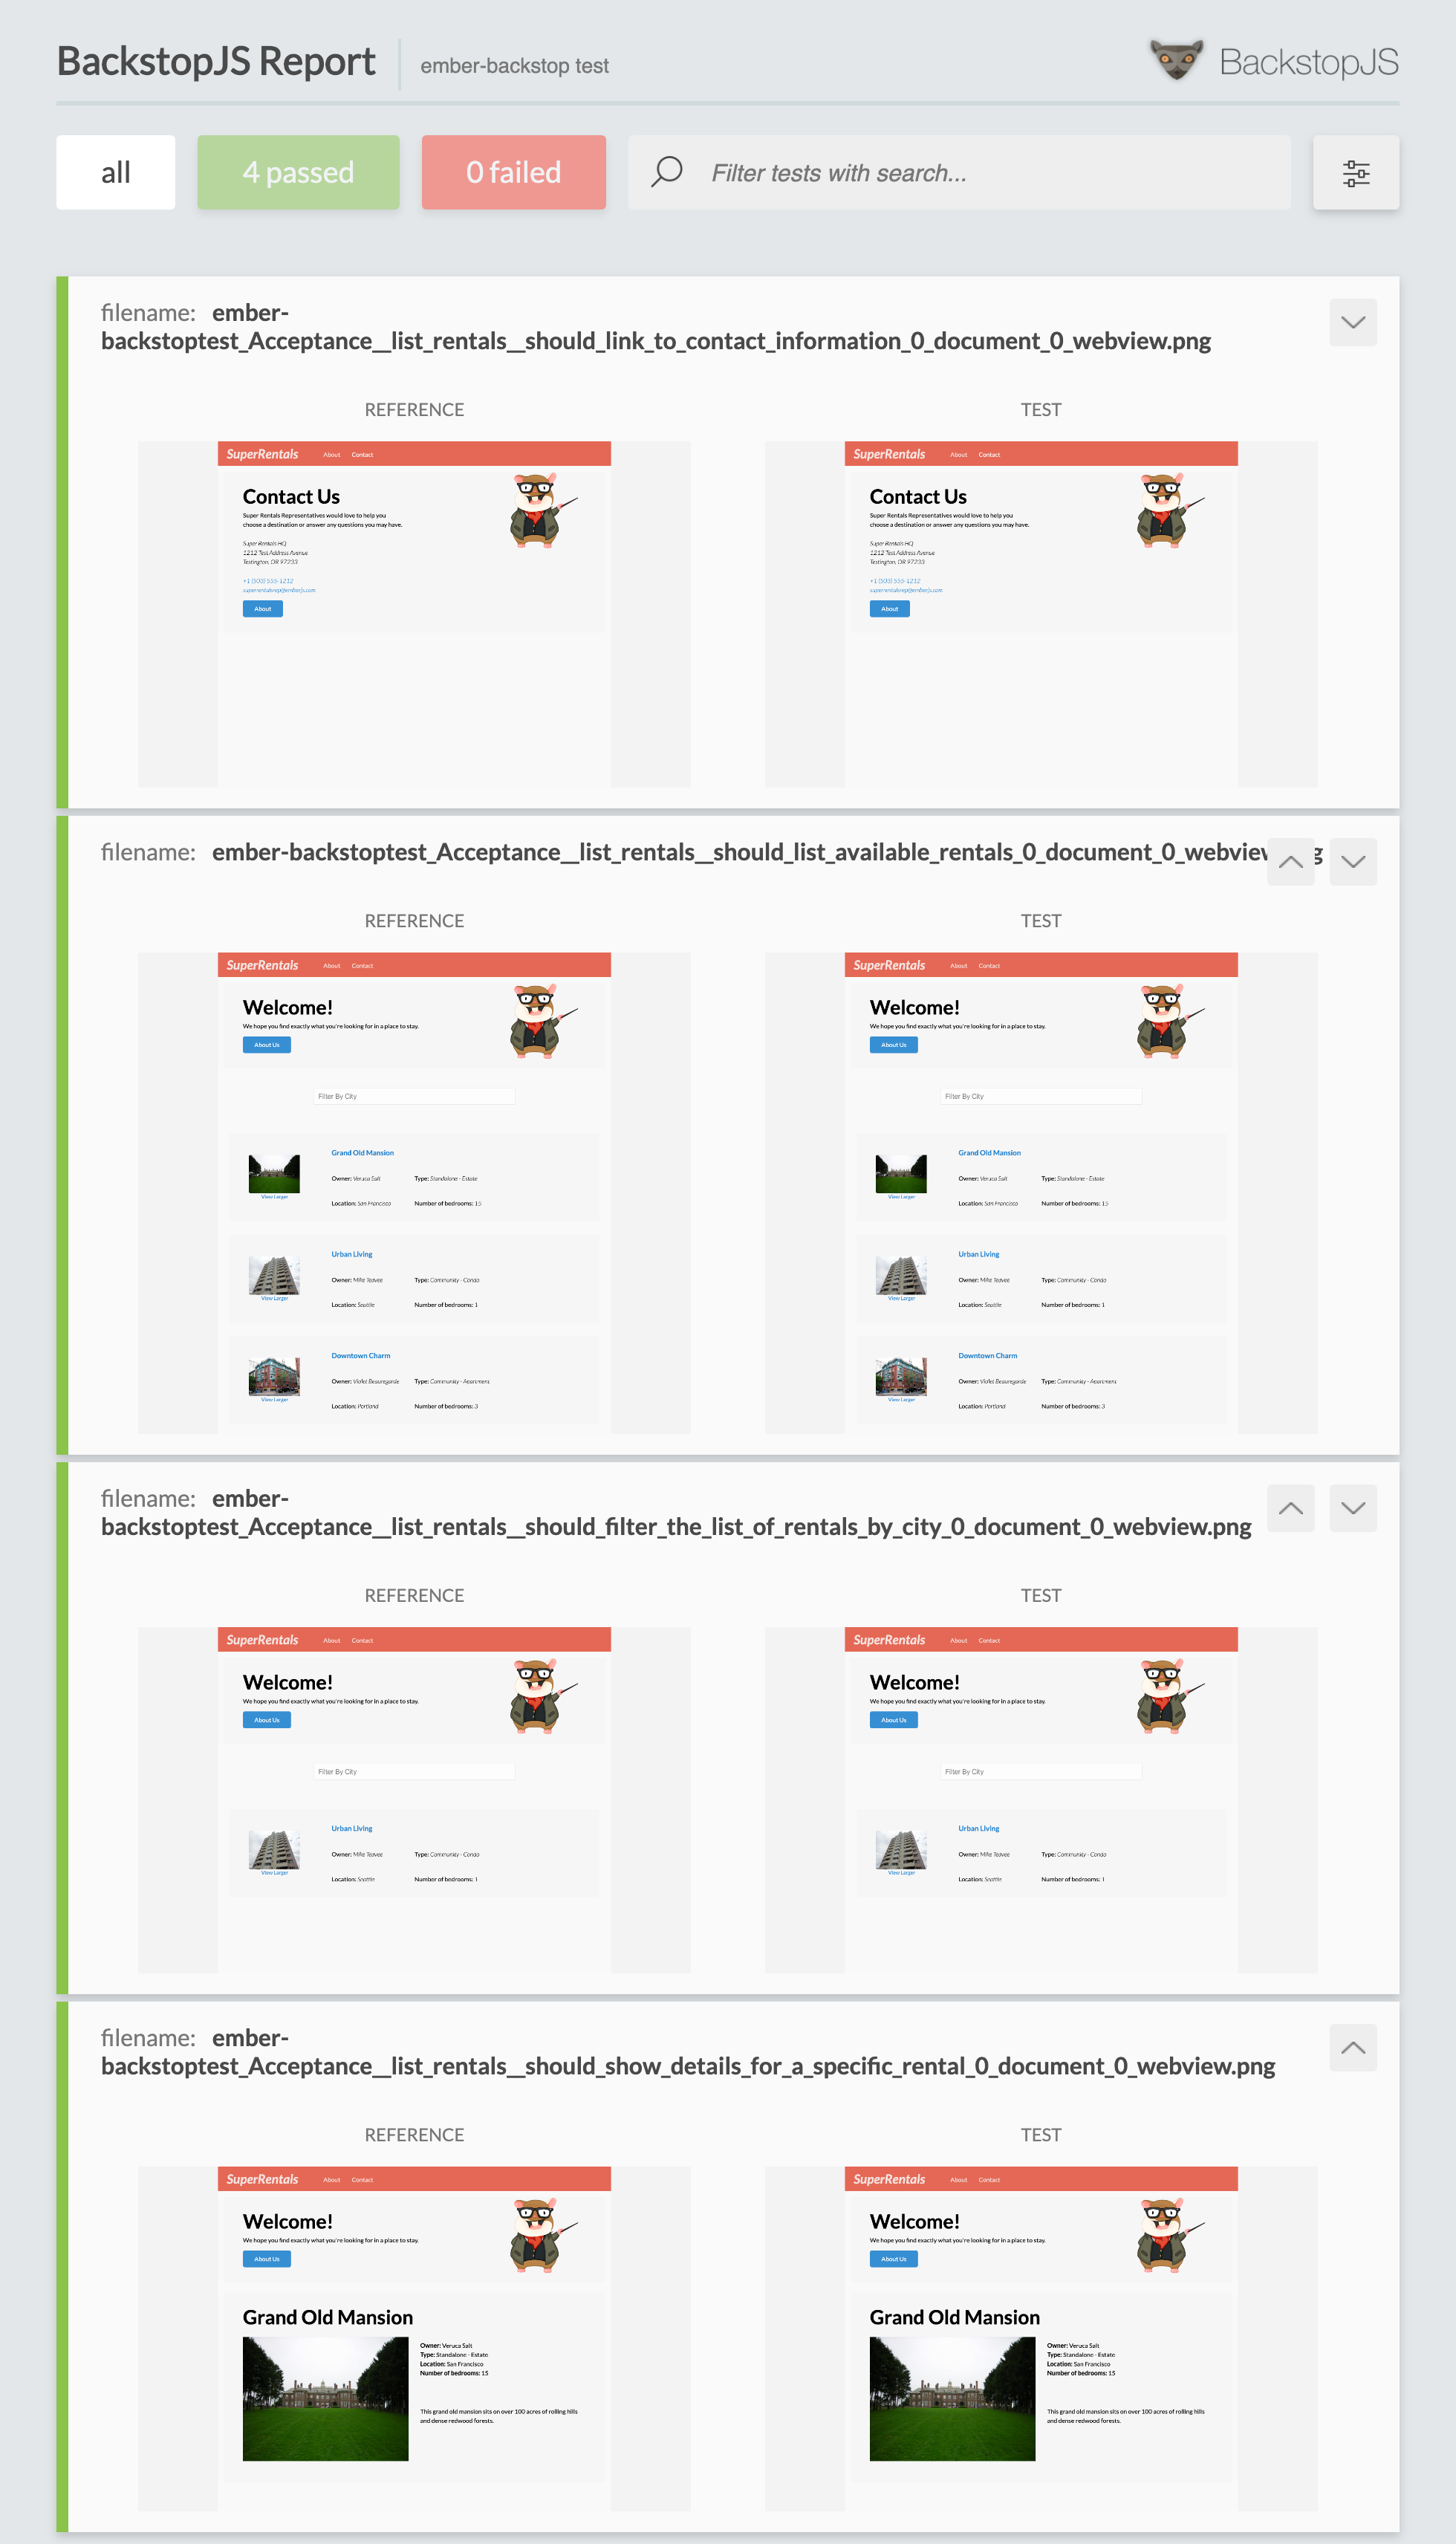 BackstopJS Report
ember-backstop test
BackstopJS
all
4 passed
0 failed
Filter tests with search...
filename: ember-
backstoptest_Acceptance__list_rentals__should_link_to_contact_information_0_document_0_webview.png
REFERENCE
TEST
SuperRentals About Contact
Contact Us
Super Rentals Representatives would love to help you
choose a destination or answer any questions you may have.
Super Rentals HQ
1212 Test Address Avenue
Testington, OR 97233
+1 (503) 555-1212
superrentalsrep@emberjs.com
About
SuperRentals About Contact
Contact Us
Super Rentals Representatives would love to help you
choose a destination or answer any questions you may have.
Super Rentals HQ
1212 Test Address Avenue
Testington, OR 97233
+1 (503) 555-1212
superrentalsrep@emberjs.com
About
filename: ember-backstoptest_Acceptance__list_rentals__should_list_available_rentals_0_document_0_webview g
REFERENCE
TEST
SuperRentals About Contact
Welcome!
We hope you find exactly what you're looking for in a place to stay.
About Us
Filter By City
Grand Old Mansion
Owner: Veruca Salt Type: Standalone - Estate
View Larger
Location: San Francisco Number of bedrooms: 15
Urban Living
Owner: Mike Teavee Type: Community - Condo
View Larger
Location: Seattle Number of bedrooms: 1
Downtown Charm
Owner: Violet Beauregarde Type: Community - Apartment
View Larger
Location: Portland Number of bedrooms: 3
SuperRentals About Contact
Welcome!
We hope you find exactly what you're looking for in a place to stay.
About Us
Filter By City
Grand Old Mansion
Owner: Veruca Salt Type: Standalone - Estate
View Larger
Location: San Francisco Number of bedrooms: 15
Urban Living
Owner: Mike Teavee Type: Community - Condo
View Larger
Location: Seattle Number of bedrooms: 1
Downtown Charm
Owner: Violet Beauregarde Type: Community - Apartment
View Larger
Location: Portland Number of bedrooms: 3
filename: ember-
backstoptest_Acceptance__list_rentals__should_filter_the_list_of_rentals_by_city_0_document_0_webview.png
REFERENCE
TEST
SuperRentals About Contact
Welcome!
We hope you find exactly what you're looking for in a place to stay.
About Us
Filter By City
Urban Living
Owner: Mike Teavee Type: Community - Condo
View Larger
Location: Seattle Number of bedrooms: 1
SuperRentals About Contact
Welcome!
We hope you find exactly what you're looking for in a place to stay.
About Us
Filter By City
Urban Living
Owner: Mike Teavee Type: Community - Condo
View Larger
Location: Seattle Number of bedrooms: 1
filename: ember-
backstoptest_Acceptance__list_rentals__should_show_details_for_a_specific_rental_0_document_0_webview.png
REFERENCE
TEST
SuperRentals About Contact
Welcome!
We hope you find exactly what you're looking for in a place to stay.
About Us
Grand Old Mansion
Owner: Veruca Salt
Type: Standalone - Estate
Location: San Francisco
Number of bedrooms: 15
This grand old mansion sits on over 100 acres of rolling hills
and dense redwood forests.
SuperRentals About Contact
Welcome!
We hope you find exactly what you're looking for in a place to stay.
About Us
Grand Old Mansion
Owner: Veruca Salt
Type: Standalone - Estate
Location: San Francisco
Number of bedrooms: 15
This grand old mansion sits on over 100 acres of rolling hills
and dense redwood forests.